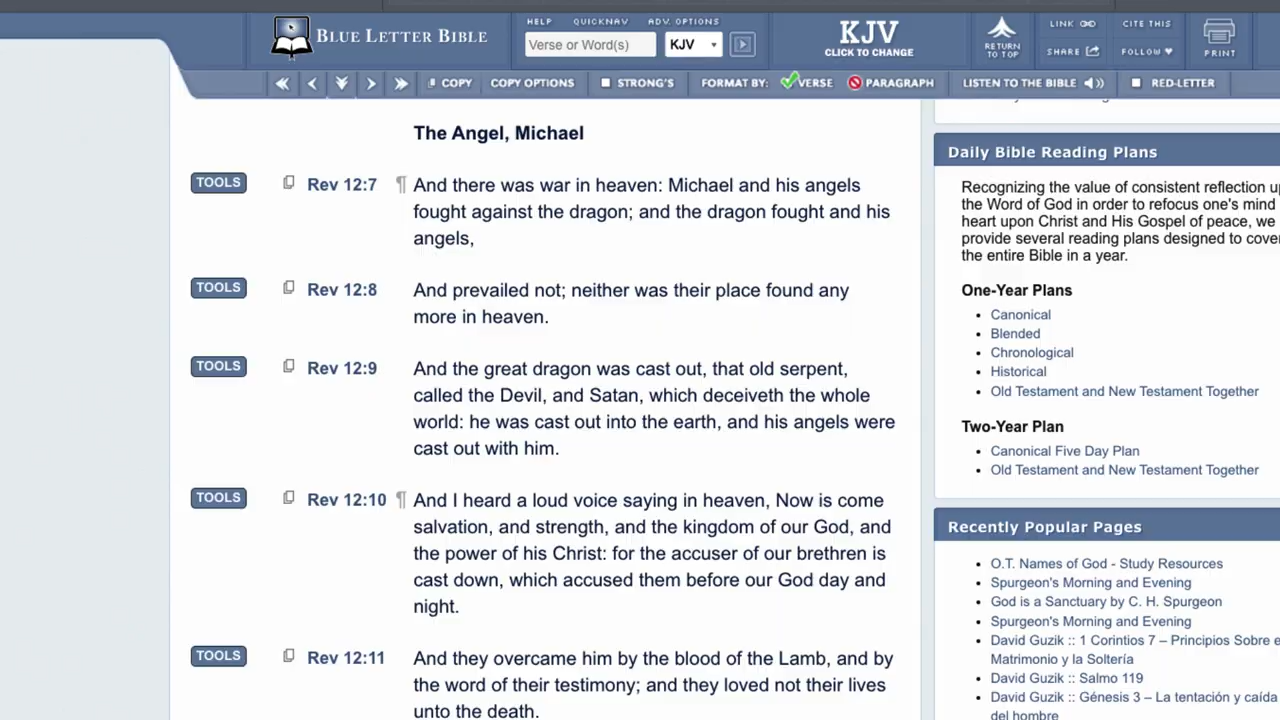 HELP QUICKNAV ADV. OPTIONS
BLUE LETTER BIBLE
Verse or Word(s) KJV
KJV
CLICK TO CHANGE
RETURN
TO TOP
LINK CITE THIS
SHARE FOLLOW
PRINT
COPY COPY OPTIONS STRONG'S FORMAT BY: VERSE PARAGRAPH LISTEN TO THE BIBLE RED-LETTER
The Angel, Michael
TOOLS Rev 12:7 ¶ And there was war in heaven: Michael and his angels
fought against the dragon; and the dragon fought and his
angels,
TOOLS Rev 12:8 And prevailed not; neither was their place found any
more in heaven.
TOOLS Rev 12:9 And the great dragon was cast out, that old serpent,
called the Devil, and Satan, which deceiveth the whole
world: he was cast out into the earth, and his angels were
cast out with him.
TOOLS Rev 12:10 ¶ And I heard a loud voice saying in heaven, Now is come
salvation, and strength, and the kingdom of our God, and
the power of his Christ: for the accuser of our brethren is
cast down, which accused them before our God day and
night.
TOOLS Rev 12:11 And they overcame him by the blood of the Lamb, and by
the word of their testimony; and they loved not their lives
unto the death.
Daily Bible Reading Plans
Recognizing the value of consistent reflection
the Word of God in order to refocus one's mind
heart upon Christ and His Gospel of peace, we
provide several reading plans designed to
the entire Bible in a year.
One-Year Plans
• Canonical
• Blended
• Chronological
• Historical
• Old Testament and New Testament Together
Two-Year Plan
• Canonical Five Day Plan
• Old Testament and New Testament Together
Recently Popular Pages
• O.T. Names of God - Study Resources
• Spurgeon's Morning and Evening
• God is a Sanctuary by C. H. Spurgeon
• Spurgeon's Morning and Evening
• David Guzik :: 1 Corintios 7 – Principios Sobre
Matrimonio y la Soltería
• David Guzik :: Salmo 119
• David Guzik :: Génesis 3 – La tentación y caída
del hombre